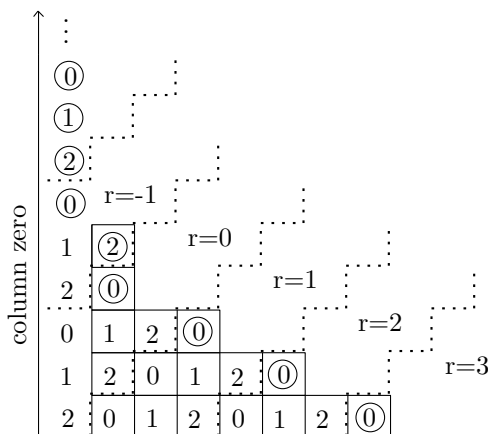 ⋮
⓪
①
②
⓪ r=-1
1 ② r=0
2 ⓪ r=1
0 1 2 ⓪ r=2
1 2 0 1 2 ⓪ r=3
2 0 1 2 0 1 2 ⓪
column zero